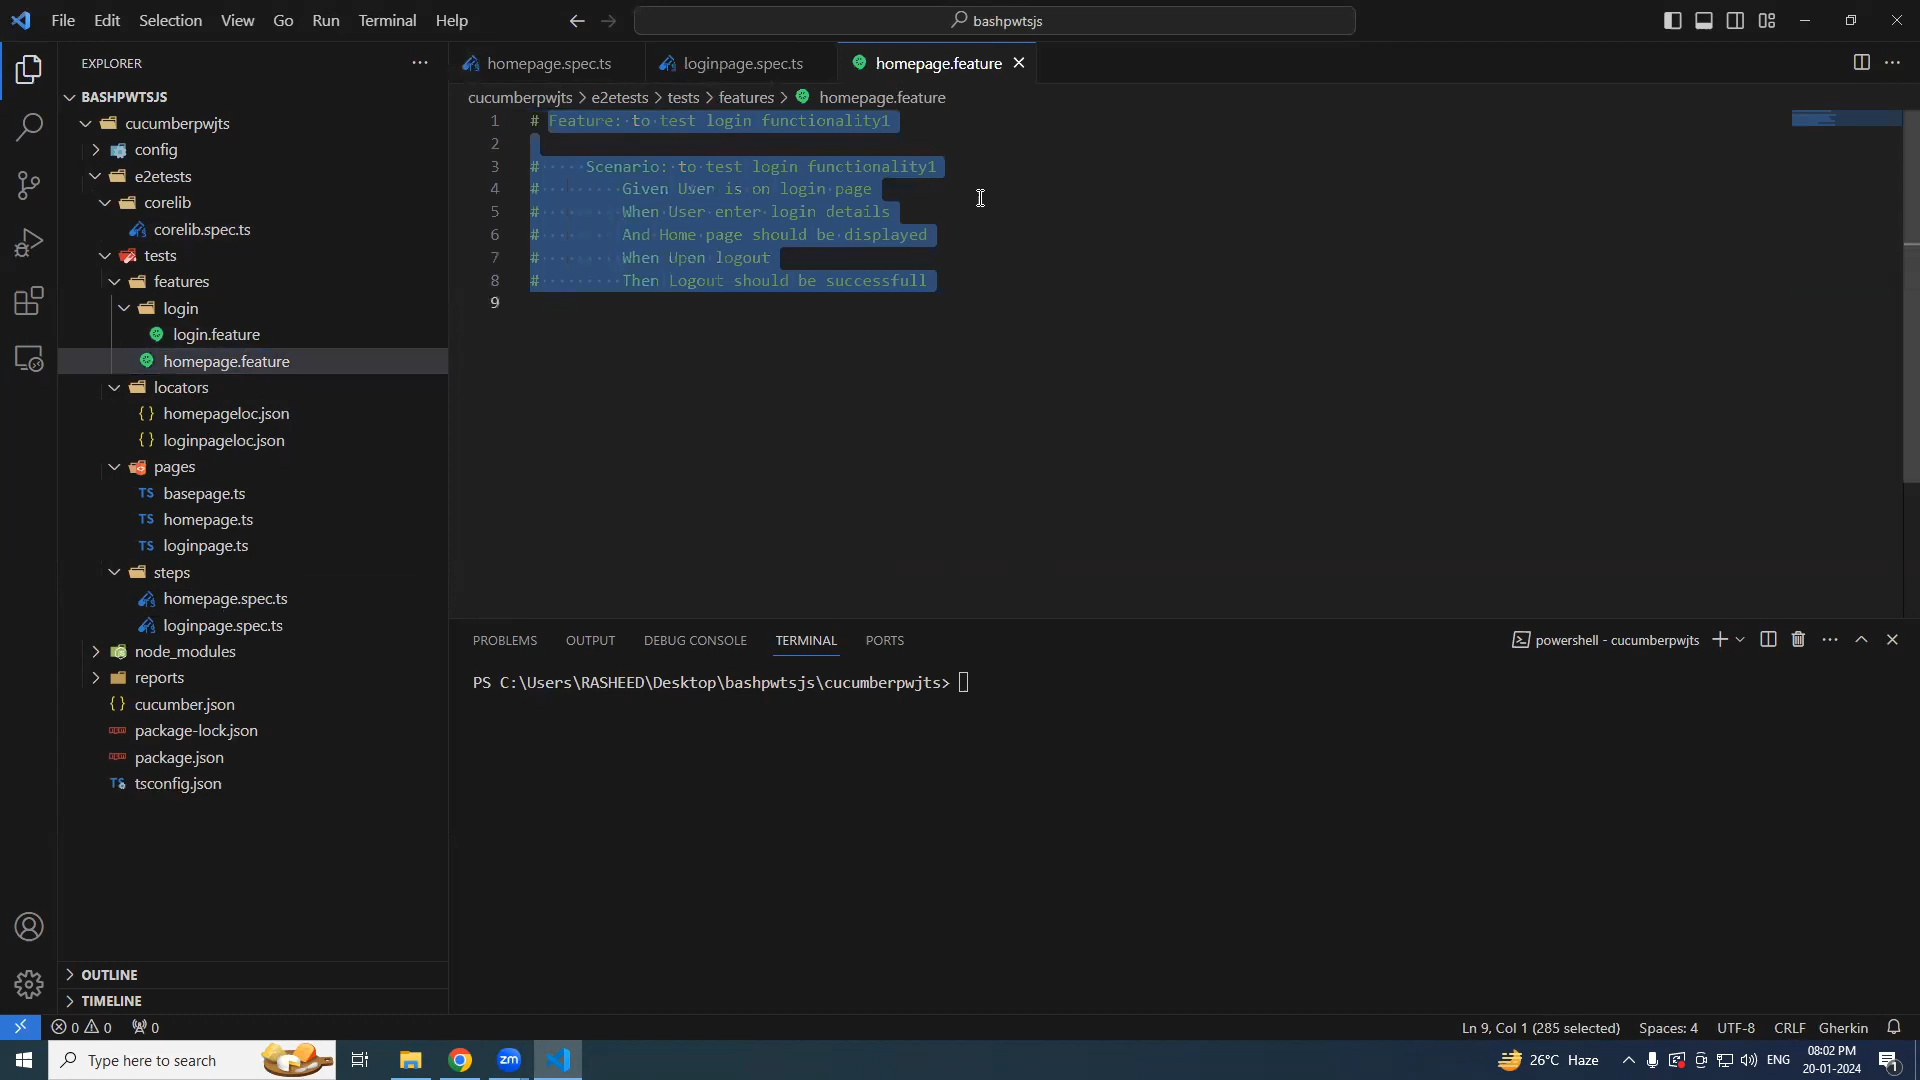 File Edit Selection View Go Run Terminal Help
bashpwtsjs
EXPLORER
homepage.spec.ts
loginpage.spec.ts
homepage.feature
BASHPWTSJS
cucumberpwjts > e2etests > tests > features > homepage.feature
cucumberpwjts
config
e2etests
corelib
corelib.spec.ts
tests
features
login
login.feature
homepage.feature
locators
homepageloc.json
loginpageloc.json
pages
basepage.ts
homepage.ts
loginpage.ts
steps
homepage.spec.ts
loginpage.spec.ts
node_modules
reports
cucumber.json
package-lock.json
package.json
tsconfig.json
OUTLINE
TIMELINE
1 # Feature: to test login functionality1
2
3 # Scenario: to test login functionality1
4 # Given User is on login page
5 # When User enter login details
6 # And Home page should be displayed
7 # When Upon logout
8 # Then Logout should be successfull
9
PROBLEMS OUTPUT DEBUG CONSOLE TERMINAL PORTS
powershell - cucumberpwjts
PS C:\Users\RASHEED\Desktop\bashpwtsjs\cucumberpwjts>
0 0 0
Ln 9, Col 1 (285 selected) Spaces: 4 UTF-8 CRLF Gherkin
Type here to search
zm
26°C Haze
ENG
08:02 PM
20-01-2024
1